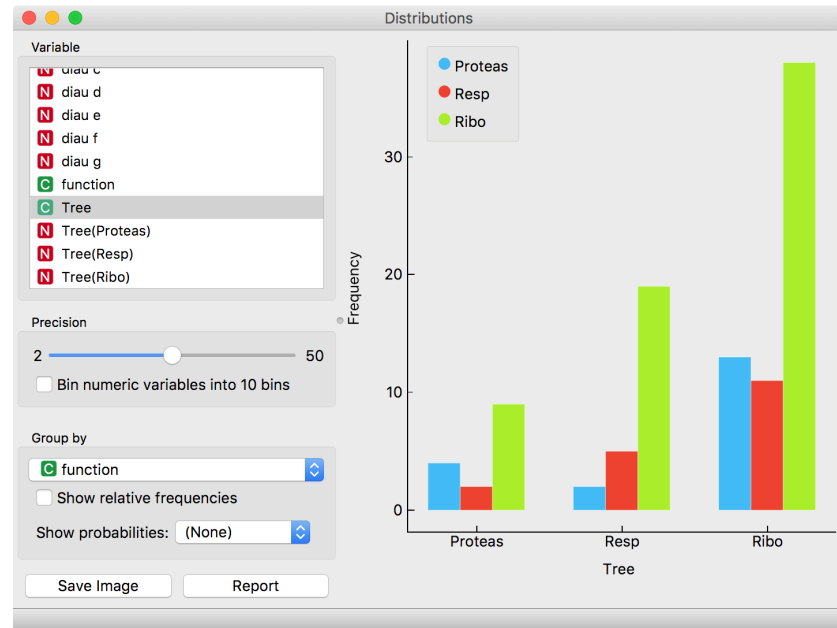 Distributions
Variable
N diau c
N diau d
N diau e
N diau f
N diau g
C function
C Tree
N Tree(Proteas)
N Tree(Resp)
N Tree(Ribo)
Precision
2 50
Bin numeric variables into 10 bins
Group by
C function
Show relative frequencies
Show probabilities: (None)
Save Image Report
Proteas
Resp
Ribo
30
20
10
0
Frequency
Proteas Resp Ribo
Tree